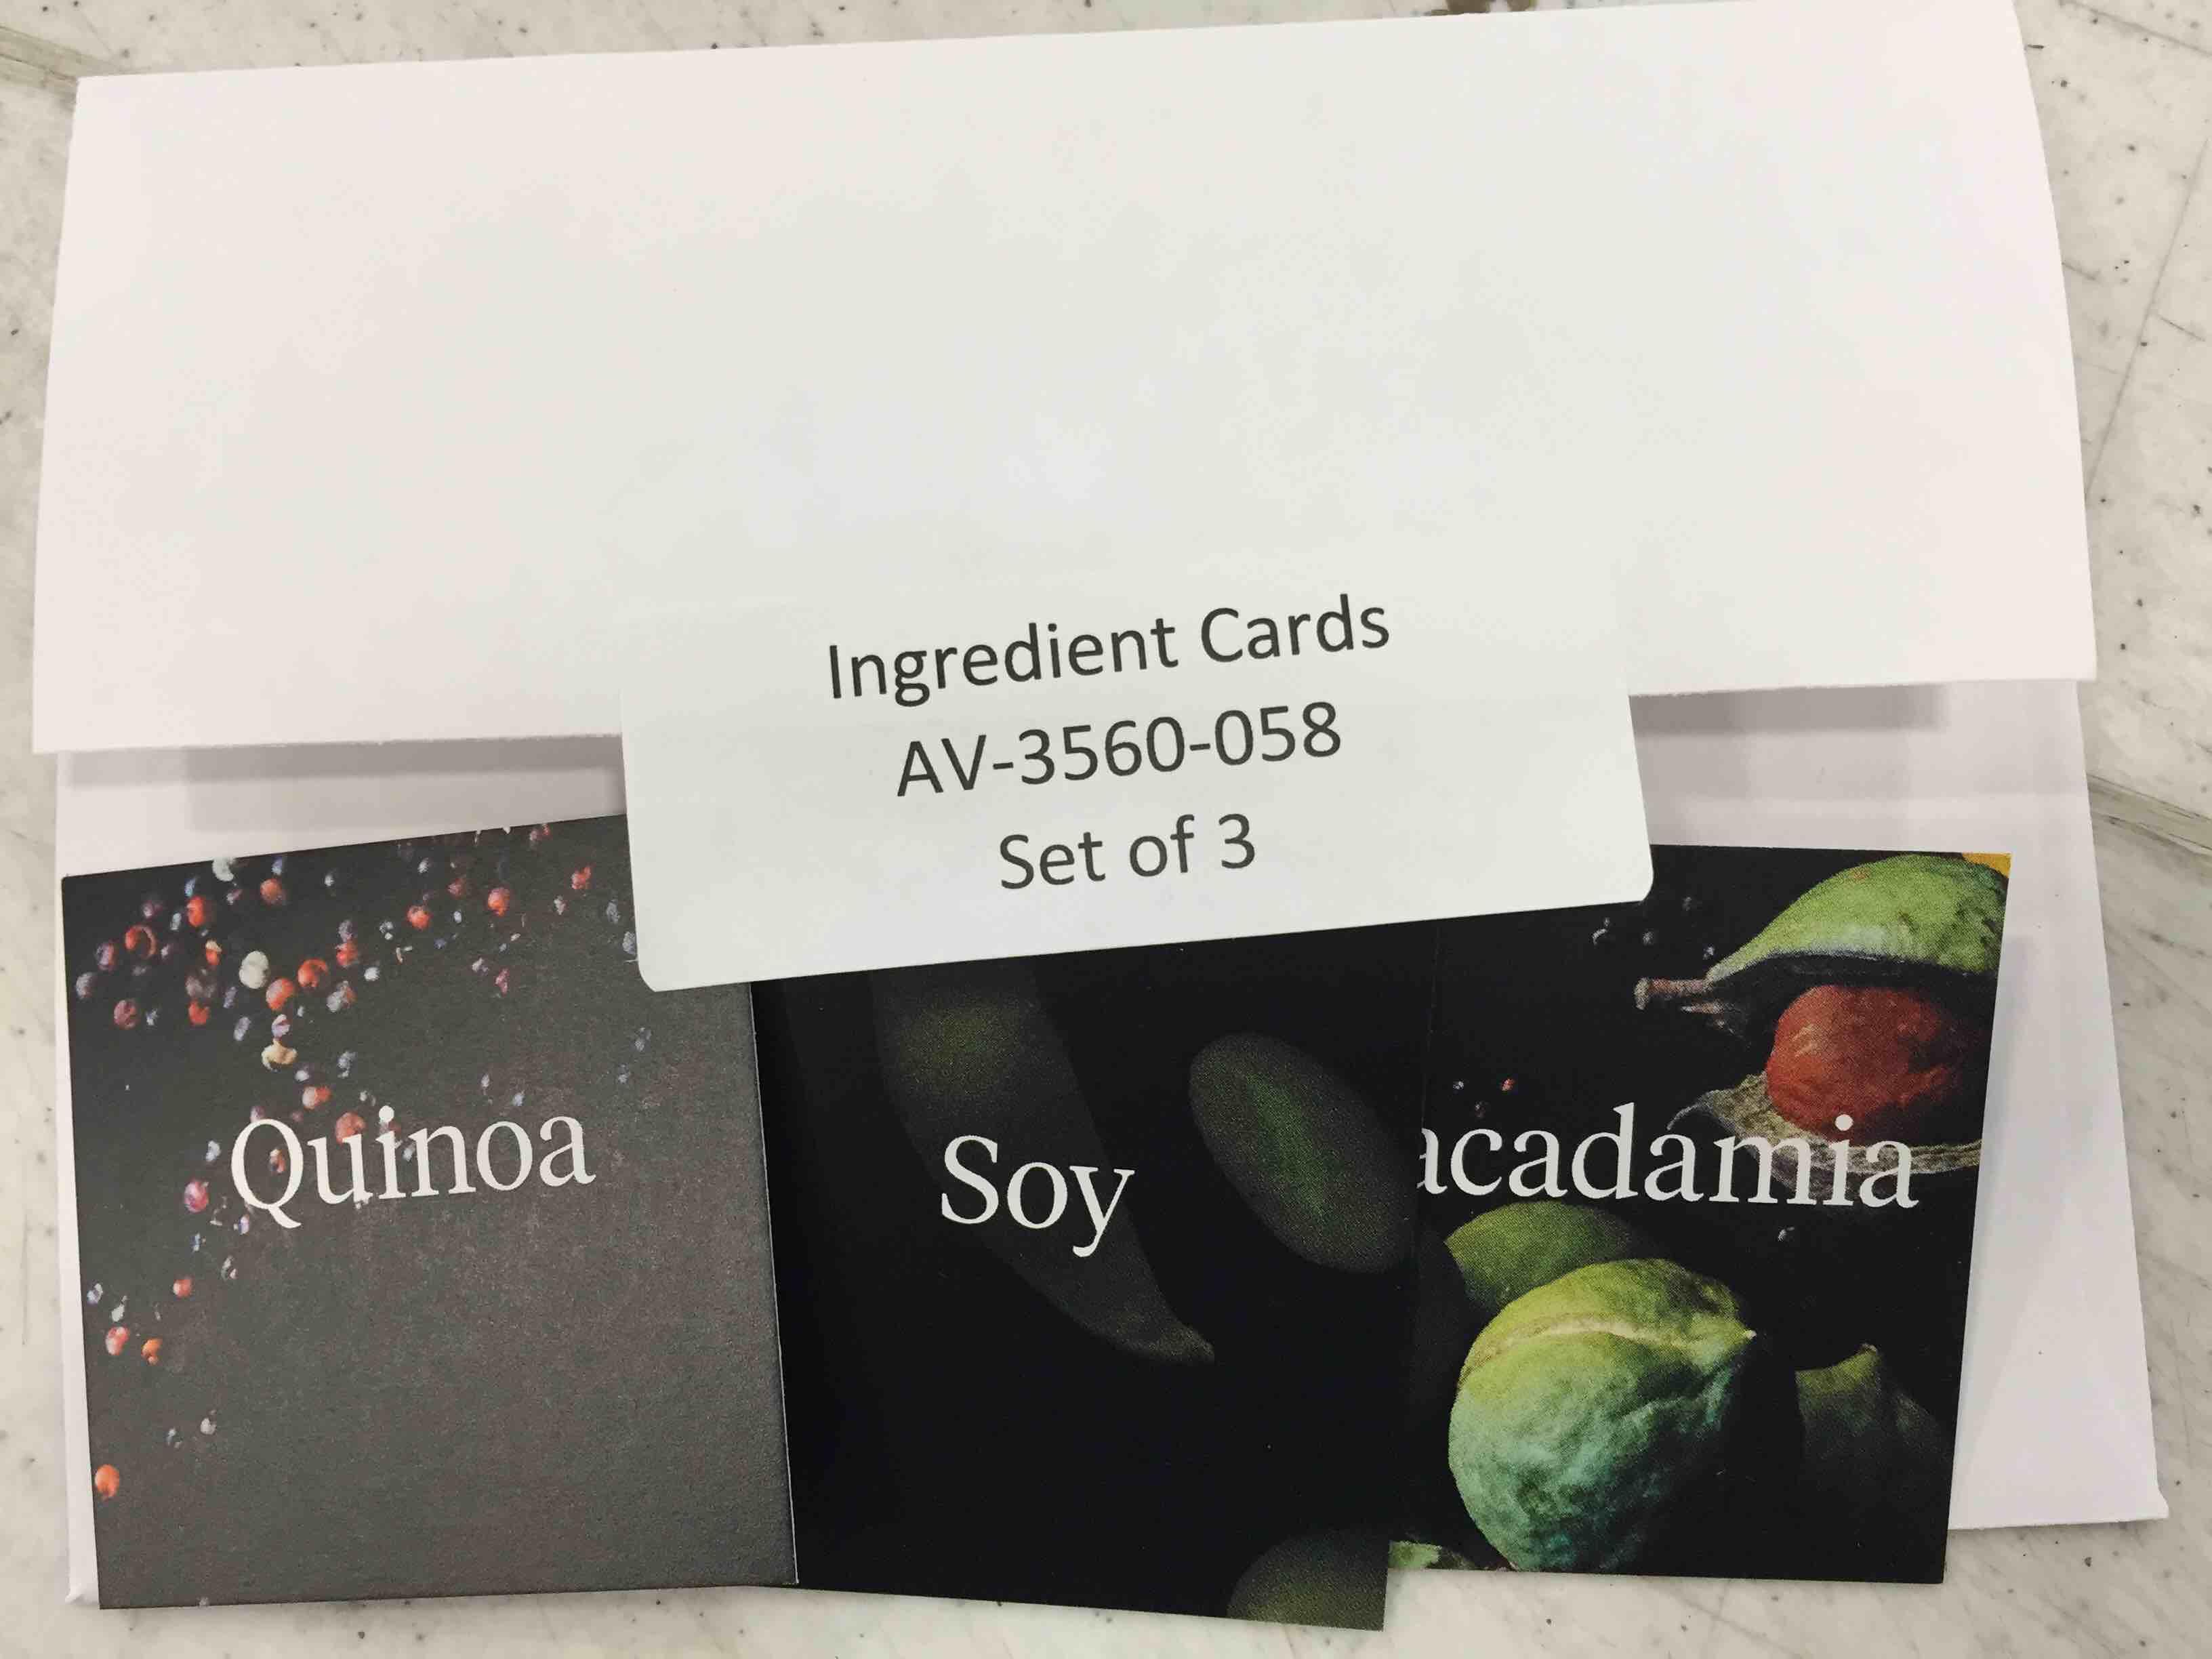 Ingredient Cards
AV-3560-058
Set of 3
Quinoa
Soy
acadamia